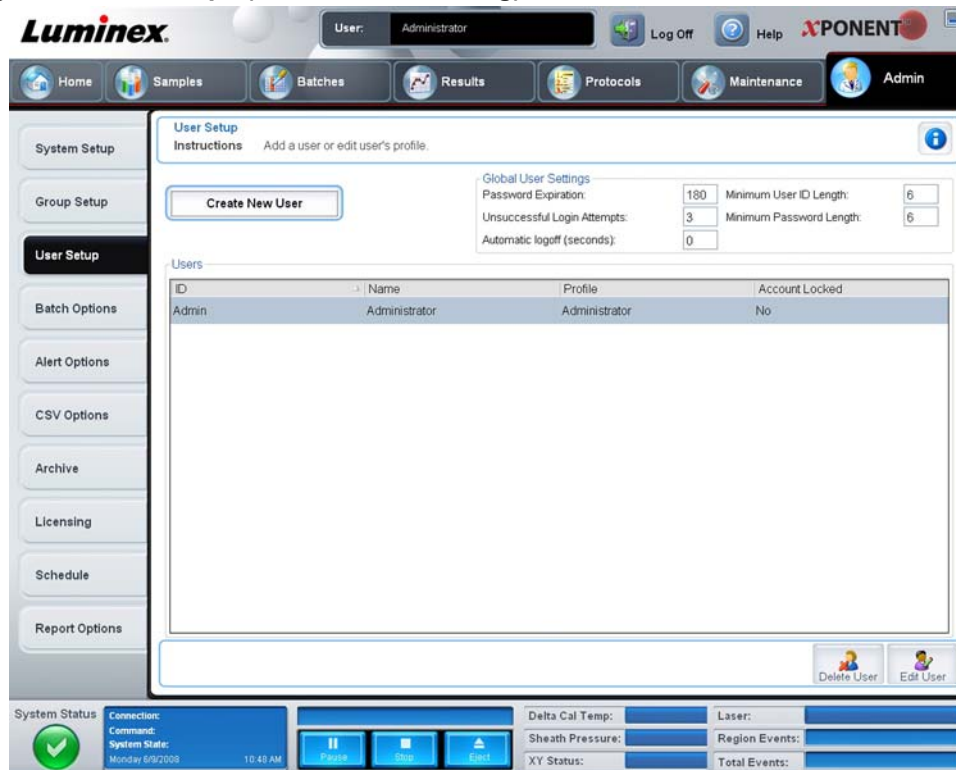 Luminex.
User: Administrator
Log Off
Help
xPONENT
Home
Samples
Batches
Results
Protocols
Maintenance
Admin
System Setup
Group Setup
User Setup
Batch Options
Alert Options
CSV Options
Archive
Licensing
Schedule
Report Options
User Setup
Instructions Add a user or edit user's profile.
Create New User
Global User Settings
Password Expiration: 180 Minimum User ID Length: 6
Unsuccessful Login Attempts: 3 Minimum Password Length: 6
Automatic logoff (seconds): 0
Users
ID Name Profile Account Locked
Admin Administrator Administrator No
Delete User
Edit User
System Status
Connection:
Command:
System State:
Monday 6/9/2008 10:48 AM
Pause
Stop
Eject
Delta Cal Temp:
Sheath Pressure:
XY Status:
Laser:
Region Events:
Total Events: